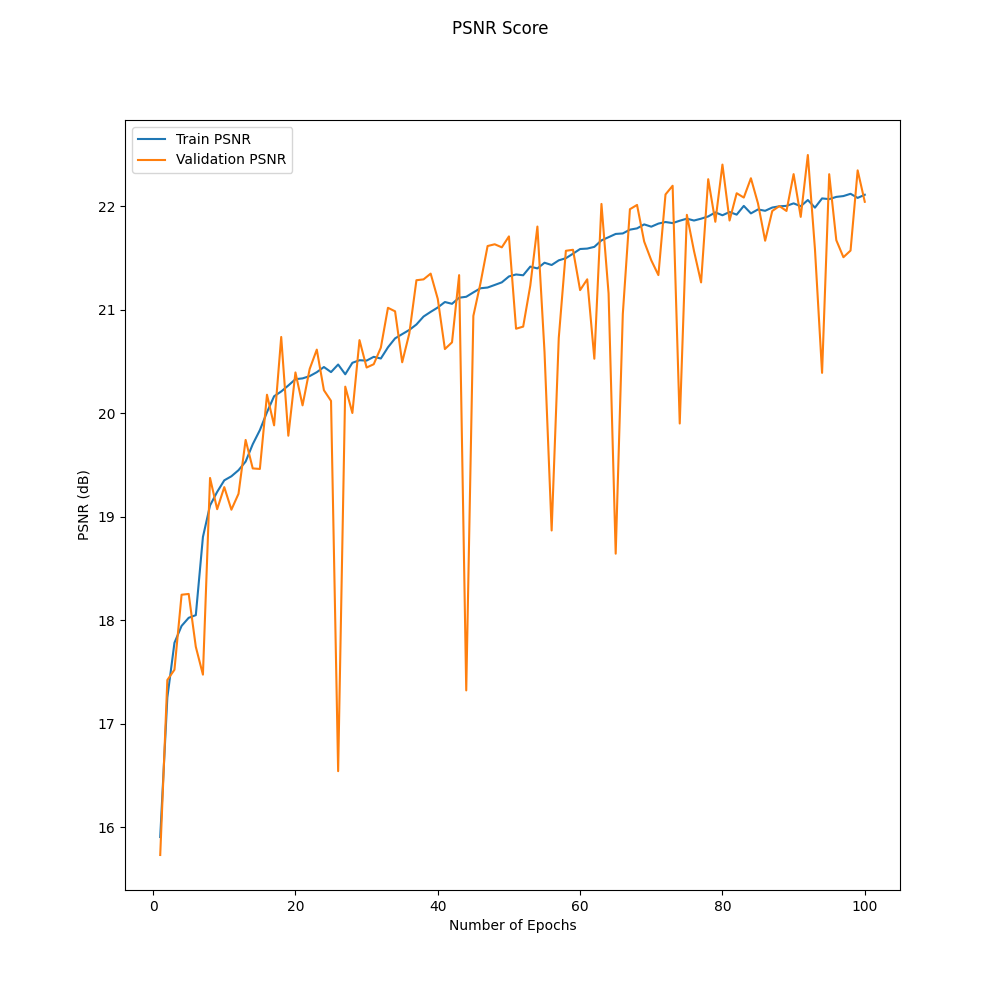 PSNR Score
Train PSNR
Validation PSNR
22
21
20
19
18
17
16
PSNR (dB)
0 20 40 60 80 100
Number of Epochs